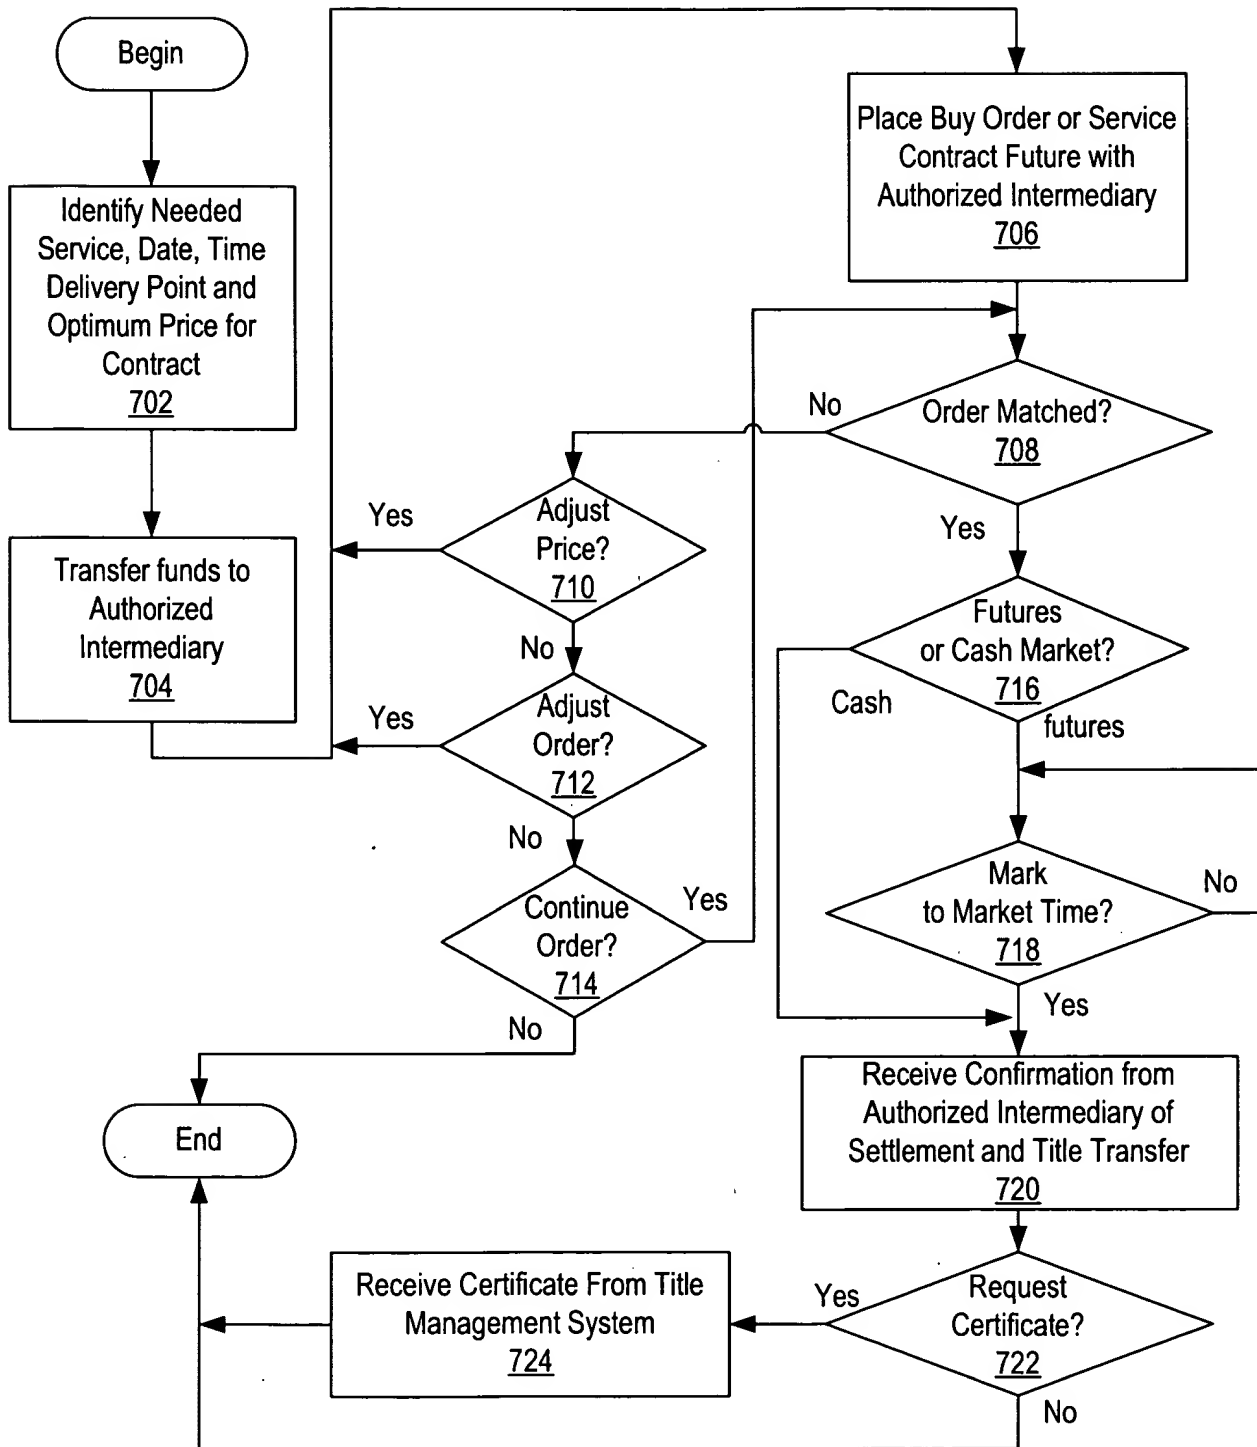 Begin
Identify Needed
Service, Date, Time
Delivery Point and
Optimum Price for
Contract
702
Transfer funds to
Authorized
Intermediary
704
Place Buy Order or Service
Contract Future with
Authorized Intermediary
706
Order Matched?
708
No
Yes
Adjust
Price?
710
Yes
No
Adjust
Order?
712
Yes
No
Continue
Order?
714
Yes
No
Futures
or Cash Market?
716
Cash
futures
Mark
to Market Time?
718
No
Yes
Receive Confirmation from
Authorized Intermediary of
Settlement and Title Transfer
720
Request
Certificate?
722
Yes
No
Receive Certificate From Title
Management System
724
End